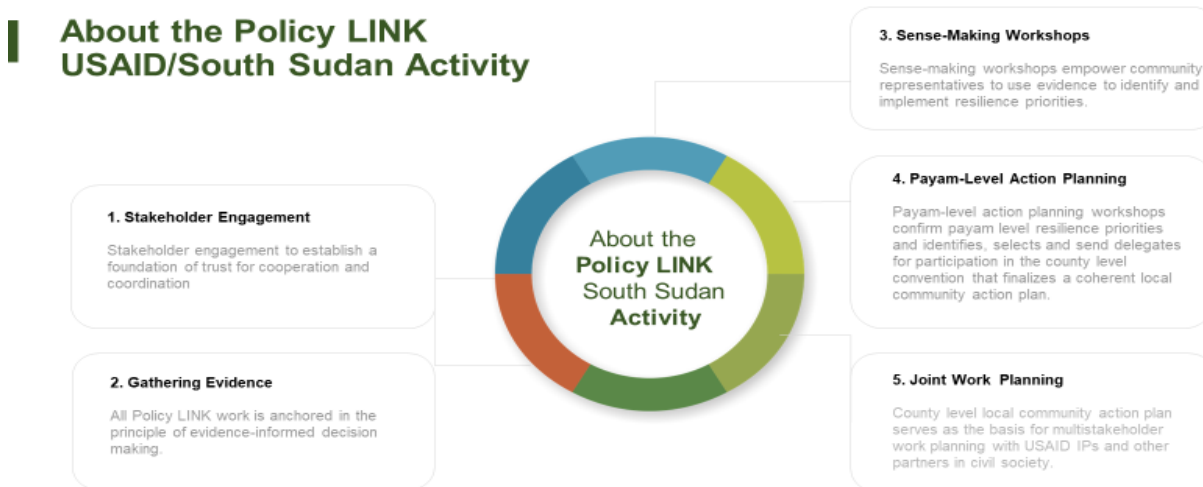 About the Policy LINK
USAID/South Sudan Activity
1. Stakeholder Engagement
Stakeholder engagement to establish a
foundation of trust for cooperation and
coordination
2. Gathering Evidence
All Policy LINK work is anchored in the
principle of evidence-informed decision
making.
About the
Policy LINK
South Sudan
Activity
3. Sense-Making Workshops
Sense-making workshops empower community
representatives to use evidence to identify and
implement resilience priorities.
4. Payam-Level Action Planning
Payam-level action planning workshops
confirm payam level resilience priorities
and identifies, selects and send delegates
for participation in the county level
convention that finalizes a coherent local
community action plan.
5. Joint Work Planning
County level local community action plan
serves as the basis for multistakeholder
work planning with USAID IPs and other
partners in civil society.